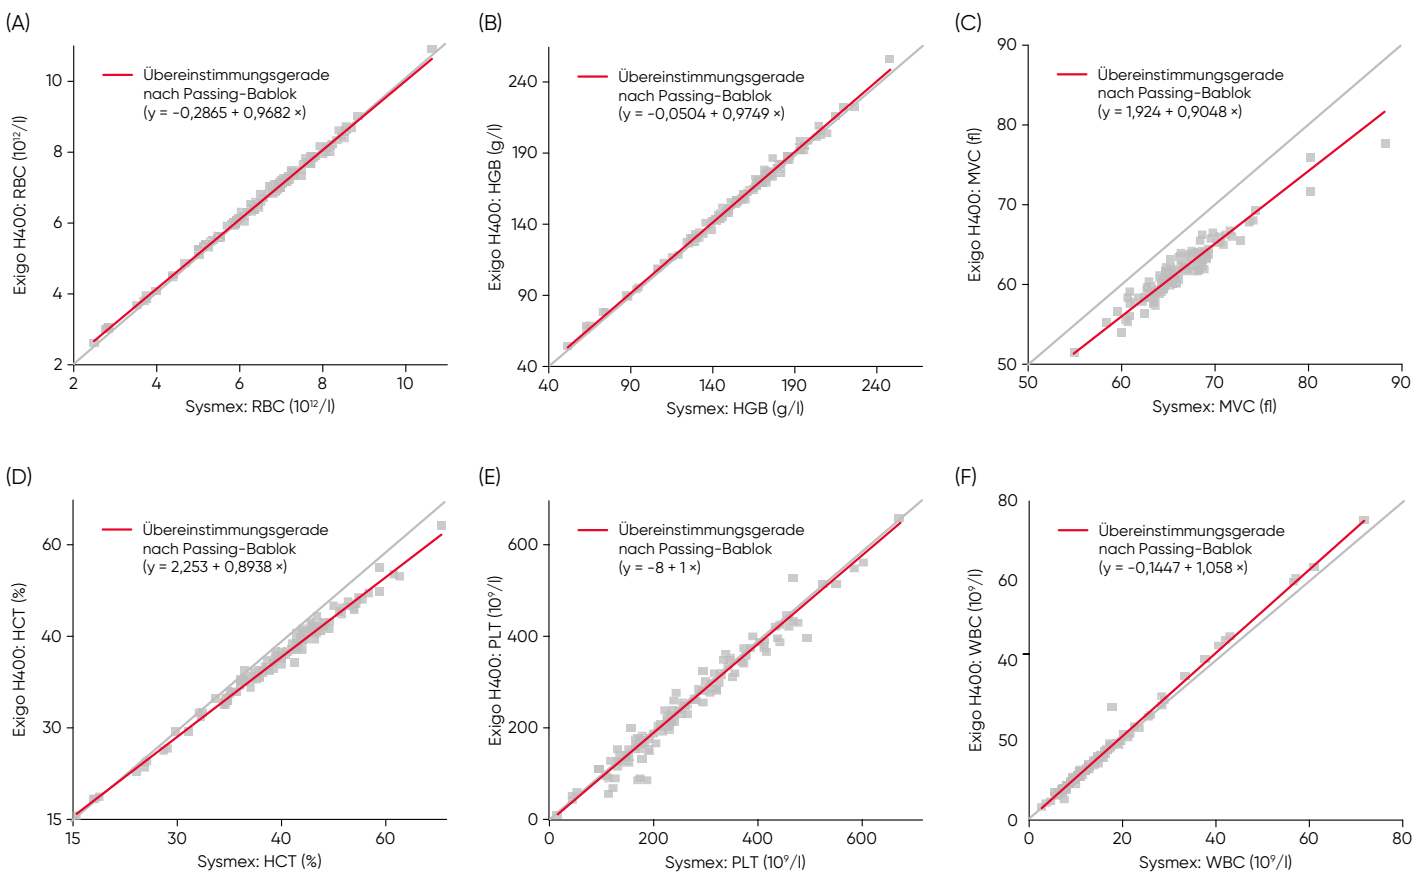 (A)
Übereinstimmungsgerade
nach Passing-Bablok
(y = -0,2865 + 0,9682 ×)
Exigo H400: RBC (10¹²/l)
10
8
6
4
2
2 4 6 8 10
Sysmex: RBC (10¹²/l)
(B)
Übereinstimmungsgerade
nach Passing-Bablok
(y = -0,0504 + 0,9749 ×)
Exigo H400: HGB (g/l)
240
190
140
90
40
40 90 140 190 240
Sysmex: HGB (g/l)
(C)
Übereinstimmungsgerade
nach Passing-Bablok
(y = 1,924 + 0,9048 ×)
Exigo H400: MVC (fl)
90
80
70
60
50
50 60 70 80 90
Sysmex: MVC (fl)
(D)
Übereinstimmungsgerade
nach Passing-Bablok
(y = 2,253 + 0,8938 ×)
Exigo H400: HCT (%)
60
40
30
15
15 30 40 60
Sysmex: HCT (%)
(E)
Übereinstimmungsgerade
nach Passing-Bablok
(y = -8 + 1 ×)
Exigo H400: PLT (10⁹/l)
600
400
200
0
0 200 400 600
Sysmex: PLT (10⁹/l)
(F)
Übereinstimmungsgerade
nach Passing-Bablok
(y = -0,1447 + 1,058 ×)
Exigo H400: WBC (10⁹/l)
80
60
40
50
0
0 20 40 60 80
Sysmex: WBC (10⁹/l)